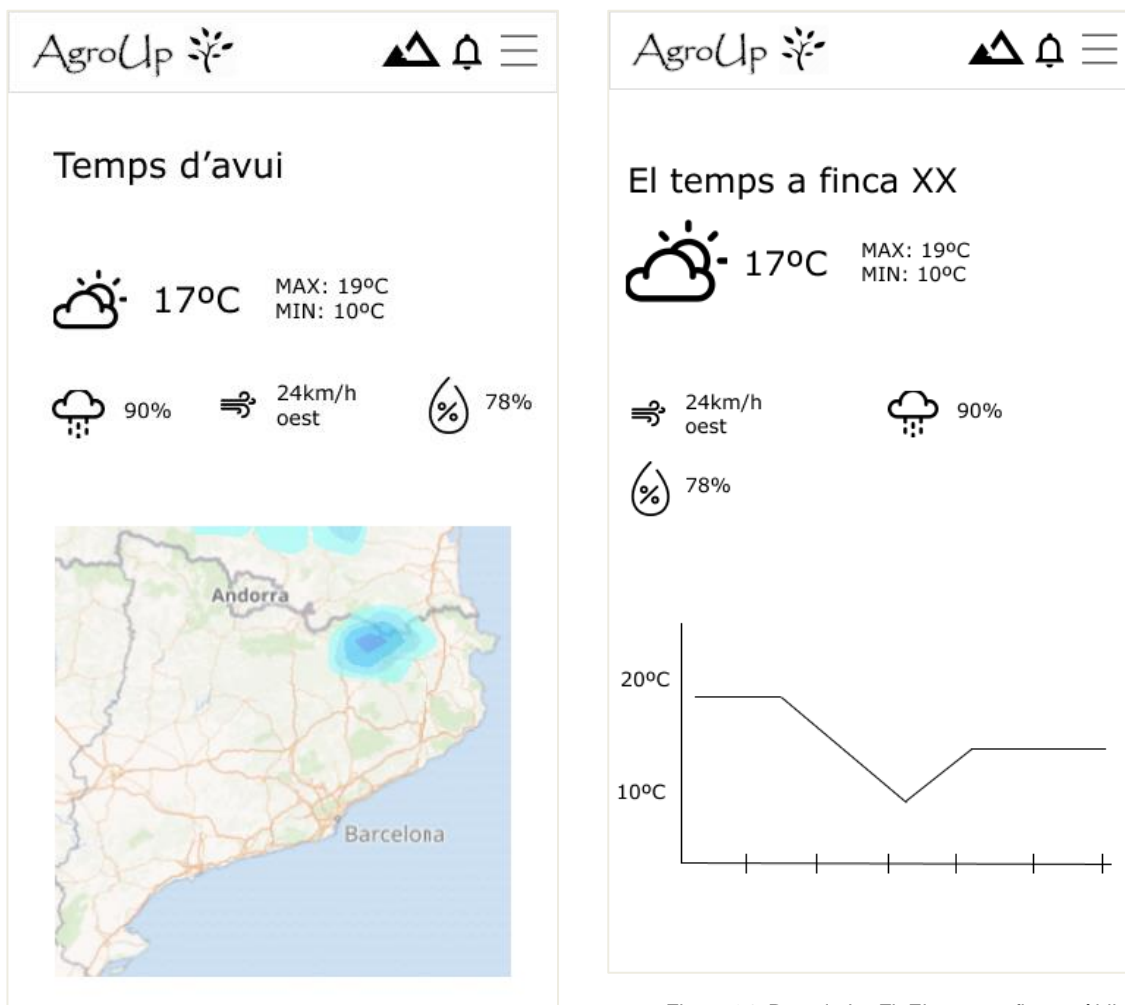 AgroUp
Temps d'avui
17ºC
MAX: 19ºC
MIN: 10ºC
90%
24km/h
oest
%
78%
Andorra
Barcelona
AgroUp
El temps a finca XX
17ºC
MAX: 19ºC
MIN: 10ºC
24km/h
oest
90%
%
78%
20ºC
10ºC